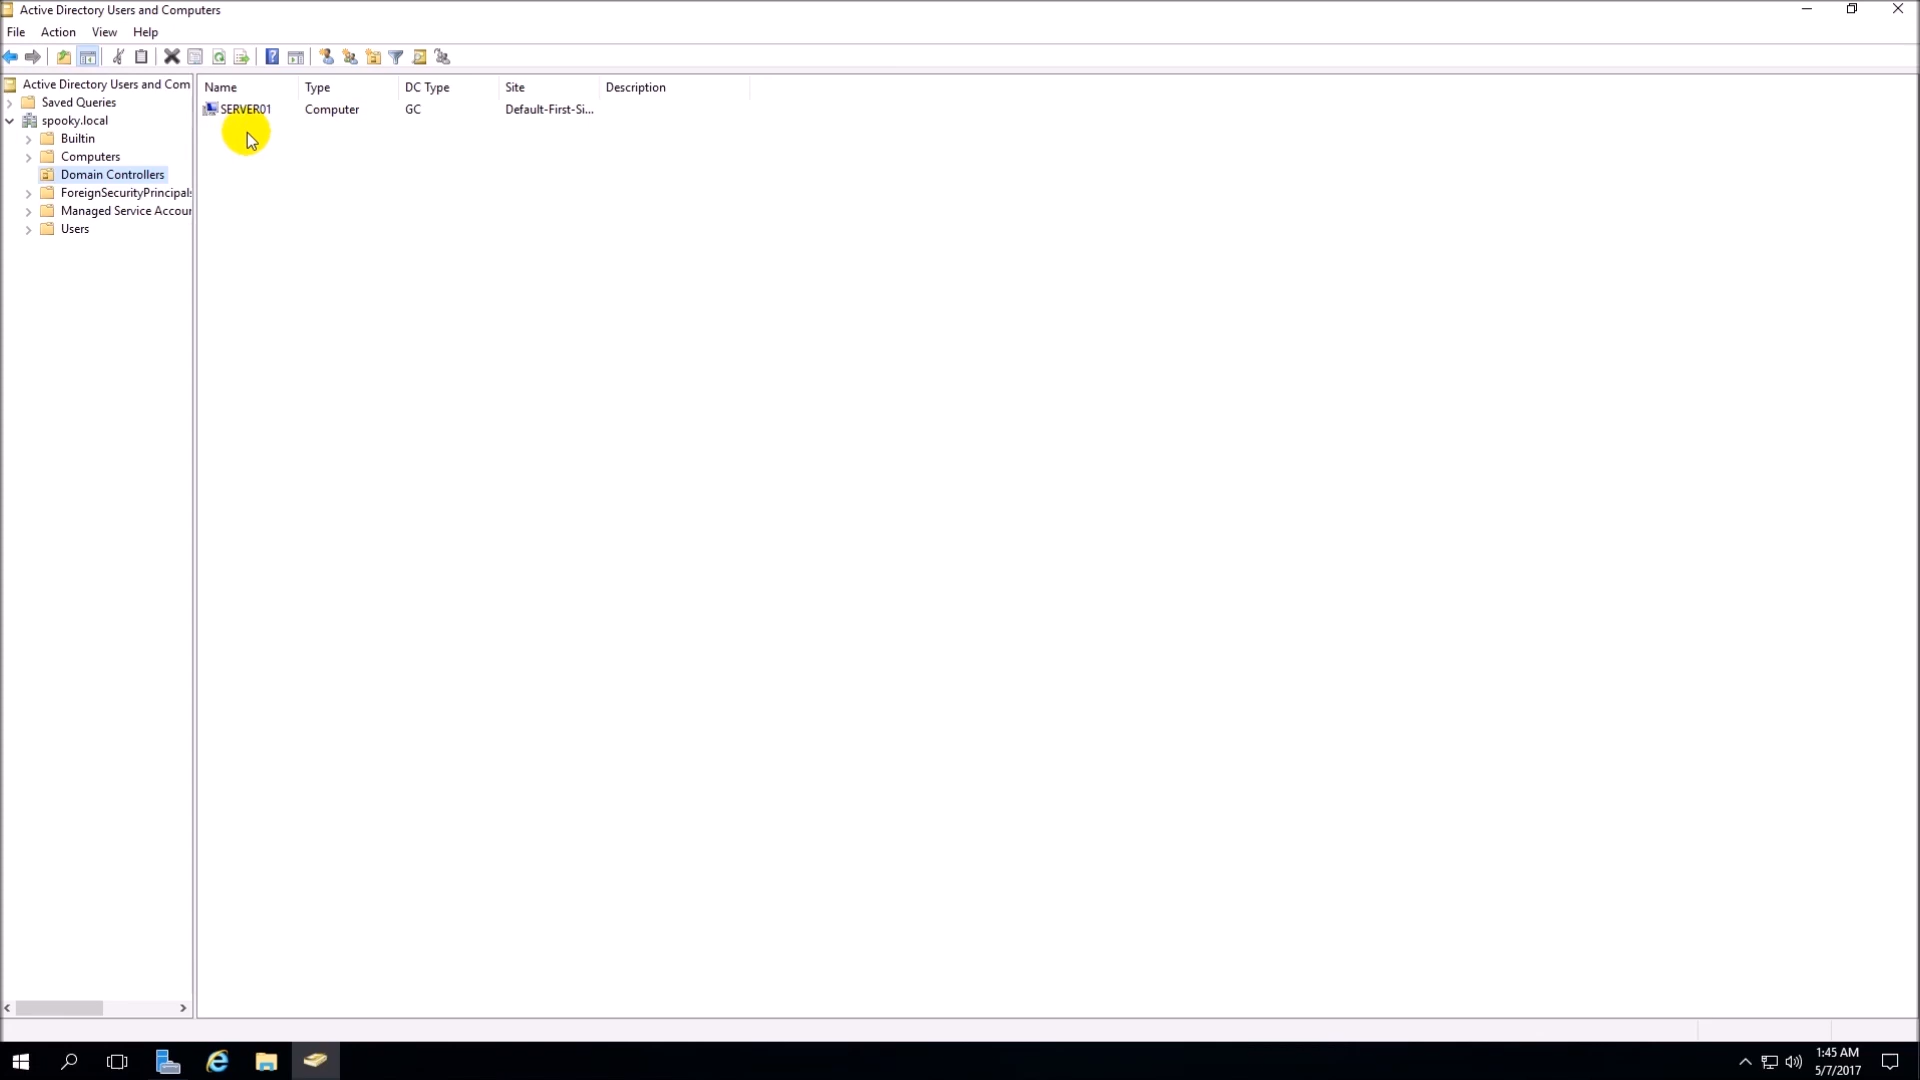 Active Directory Users and Computers
File Action View Help
Active Directory Users and Com
Saved Queries
spooky.local
Builtin
Computers
Domain Controllers
ForeignSecurityPrincipals
Managed Service Accour
Users
Name Type DC Type Site Description
SERVER01 Computer GC Default-First-Si...
1:45 AM
5/7/2017